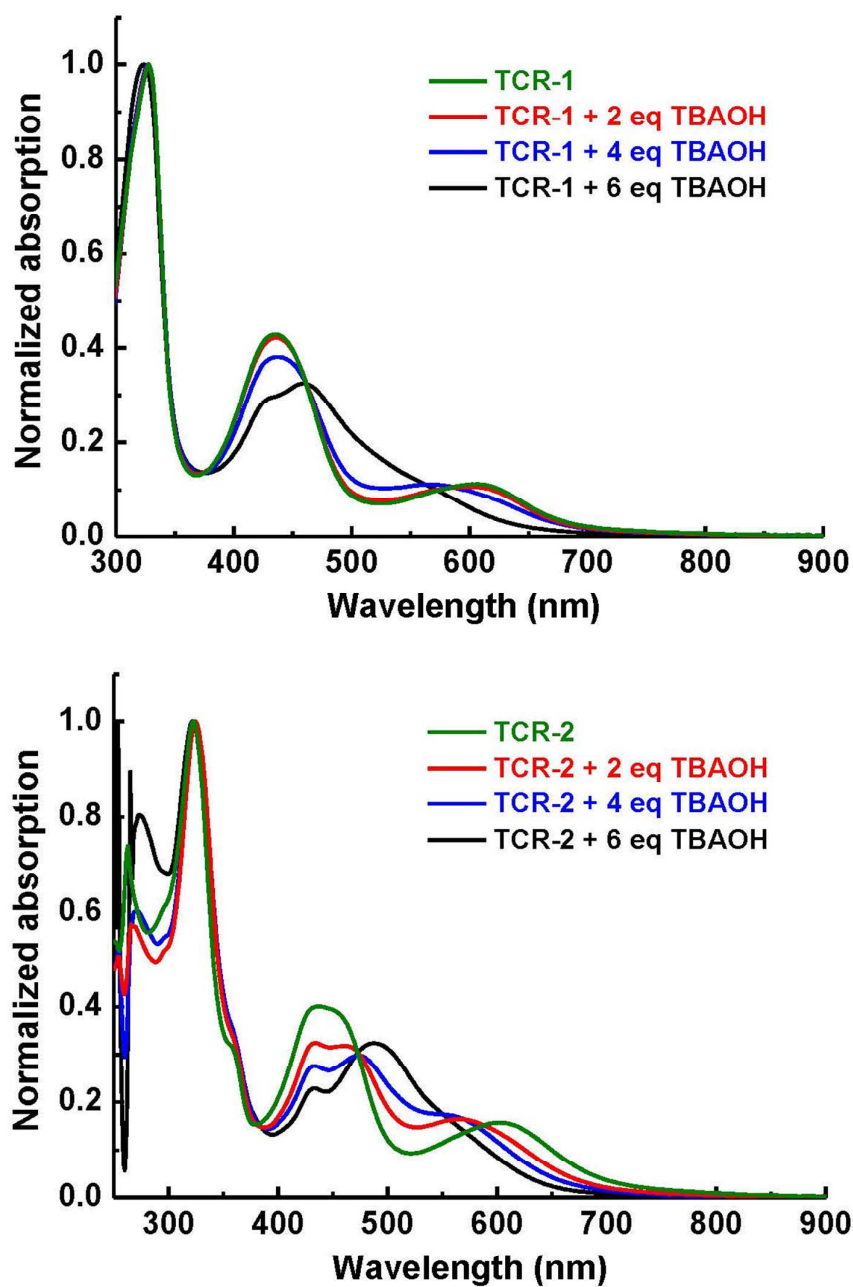 Normalized absorption
1.0
0.8
0.6
0.4
0.2
0.0
TCR-1
TCR-1 + 2 eq TBAOH
TCR-1 + 4 eq TBAOH
TCR-1 + 6 eq TBAOH
300 400 500 600 700 800 900
Wavelength (nm)
Normalized absorption
1.0
0.8
0.6
0.4
0.2
0.0
TCR-2
TCR-2 + 2 eq TBAOH
TCR-2 + 4 eq TBAOH
TCR-2 + 6 eq TBAOH
300 400 500 600 700 800 900
Wavelength (nm)